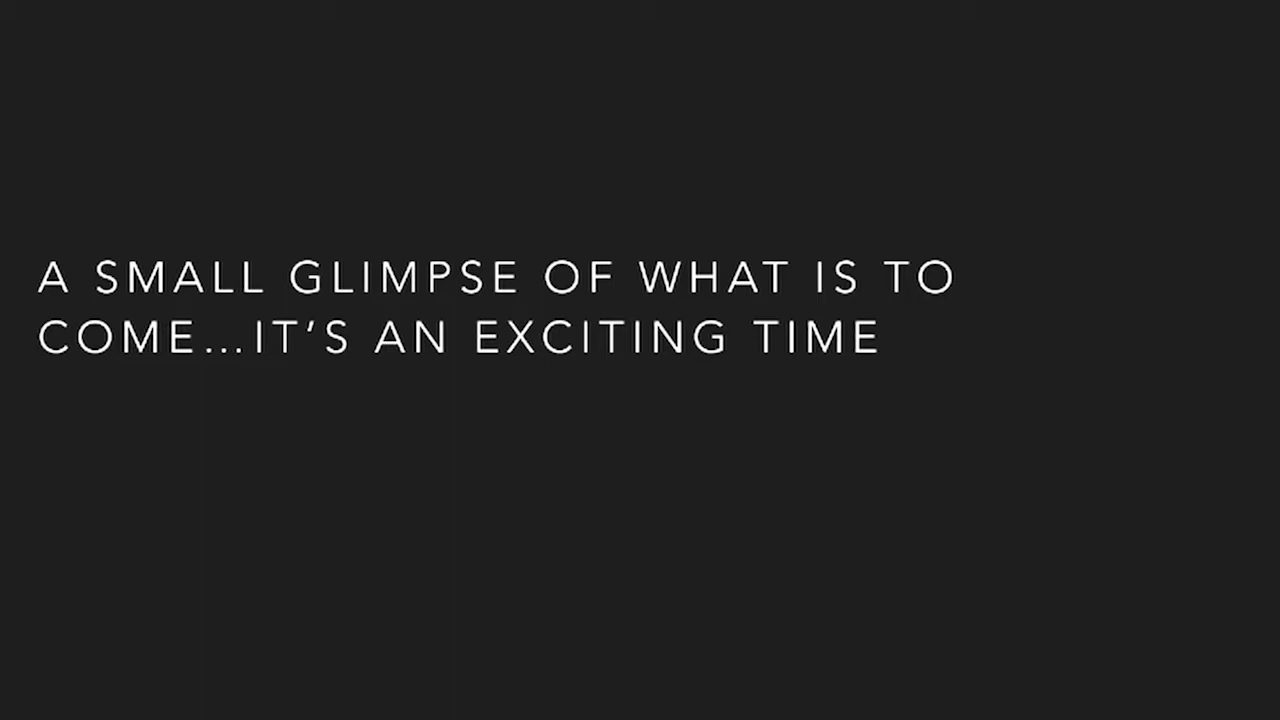 A SMALL GLIMPSE OF WHAT IS TO
COME...IT’S AN EXCITING TIME